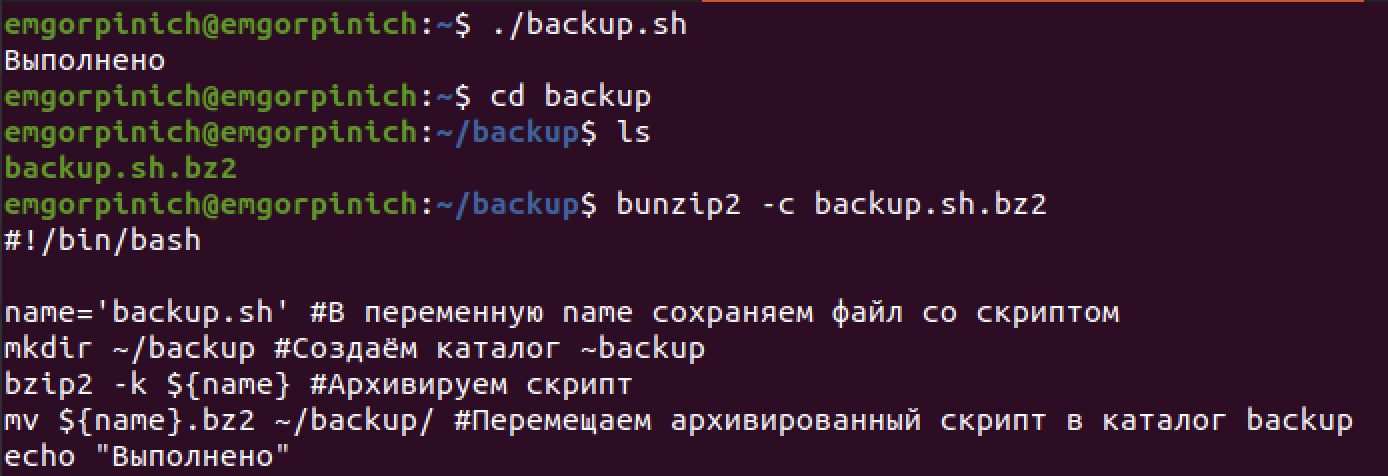 emgorpinich@emgorpinich:~$ ./backup.sh
Выполнено
emgorpinich@emgorpinich:~$ cd backup
emgorpinich@emgorpinich:~/backup$ ls
backup.sh.bz2
emgorpinich@emgorpinich:~/backup$ bunzip2 -c backup.sh.bz2
#!/bin/bash

name='backup.sh' #В переменную name сохраняем файл со скриптом
mkdir ~/backup #Создаём каталог ~backup
bzip2 -k ${name} #Архивируем скрипт
mv ${name}.bz2 ~/backup/ #Перемещаем архивированный скрипт в каталог backup
echo "Выполнено"